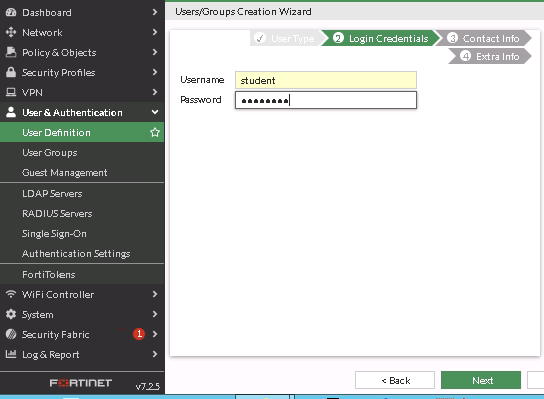 Dashboard
Network
Policy & Objects
Security Profiles
VPN
User & Authentication
User Definition
User Groups
Guest Management
LDAP Servers
RADIUS Servers
Single Sign-On
Authentication Settings
FortiTokens
WiFi Controller
System
Security Fabric 1
Log & Report
FORTINET v7.2.5
Users/Groups Creation Wizard
User Type 2 Login Credentials 3 Contact Info
4 Extra Info
Username student
Password ●●●●●●●●
< Back Next